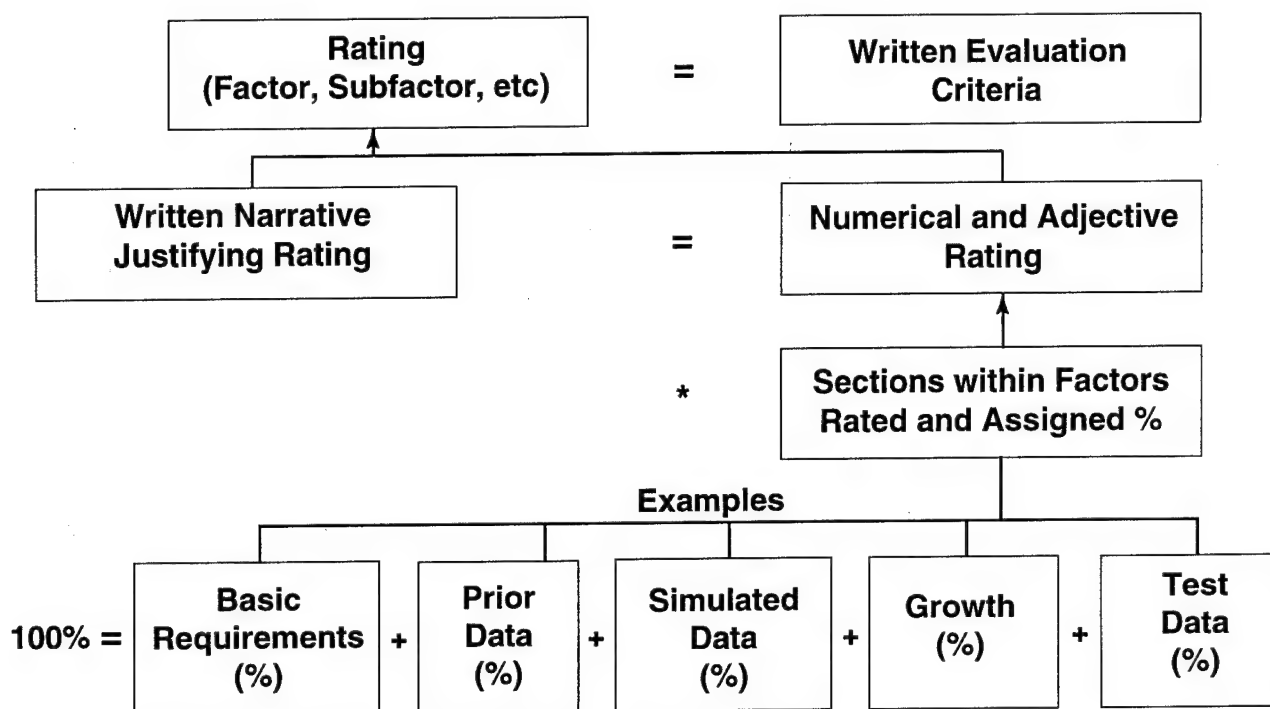 Rating
(Factor, Subfactor, etc)
=
Written Evaluation
Criteria
Written Narrative
Justifying Rating
=
Numerical and Adjective
Rating
*
Sections within Factors
Rated and Assigned %
Examples
100% =
Basic
Requirements
(%)
+
Prior
Data
(%)
+
Simulated
Data
(%)
+
Growth
(%)
+
Test
Data
(%)